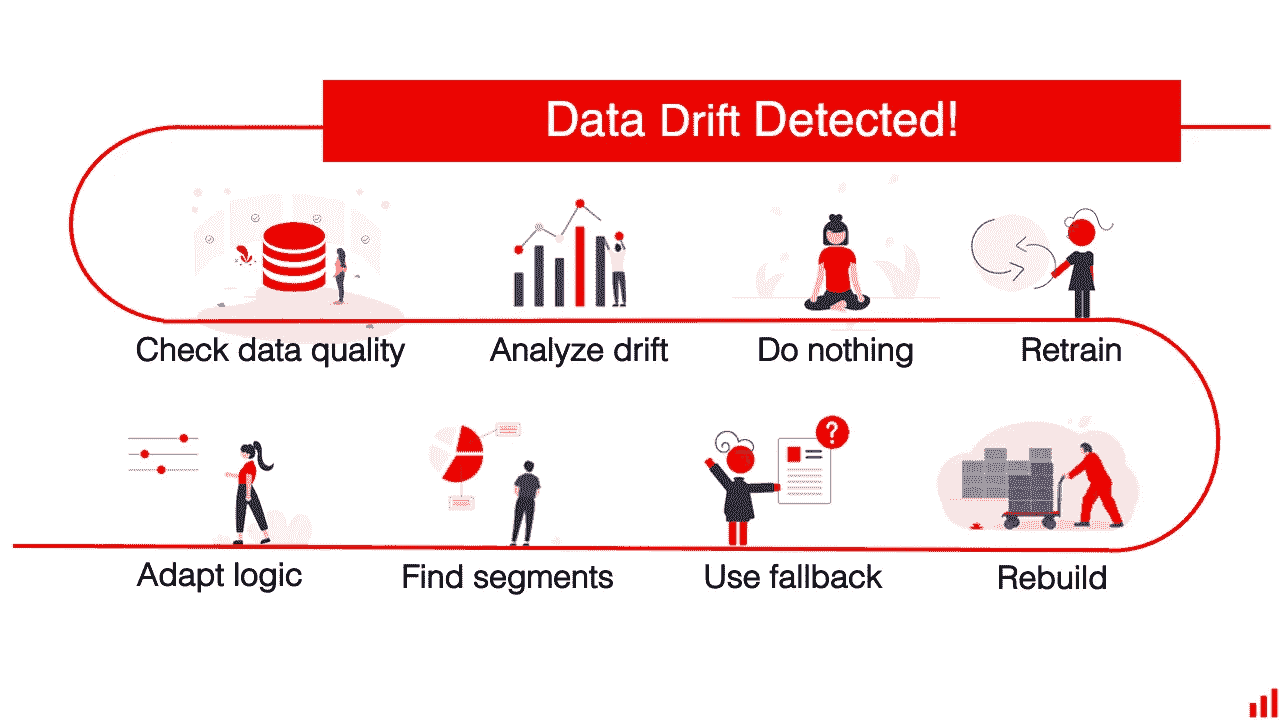 Data Drift Detected!
Check data quality
Analyze drift
Do nothing
Retrain
?
Adapt logic
Find segments
Use fallback
Rebuild